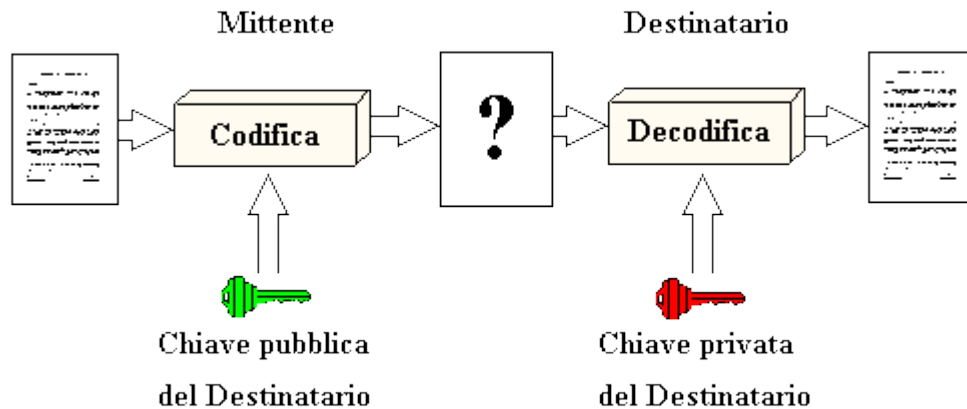 Mittente
Destinatario
Codifica
?
Decodifica
Chiave pubblica
del Destinatario
Chiave privata
del Destinatario